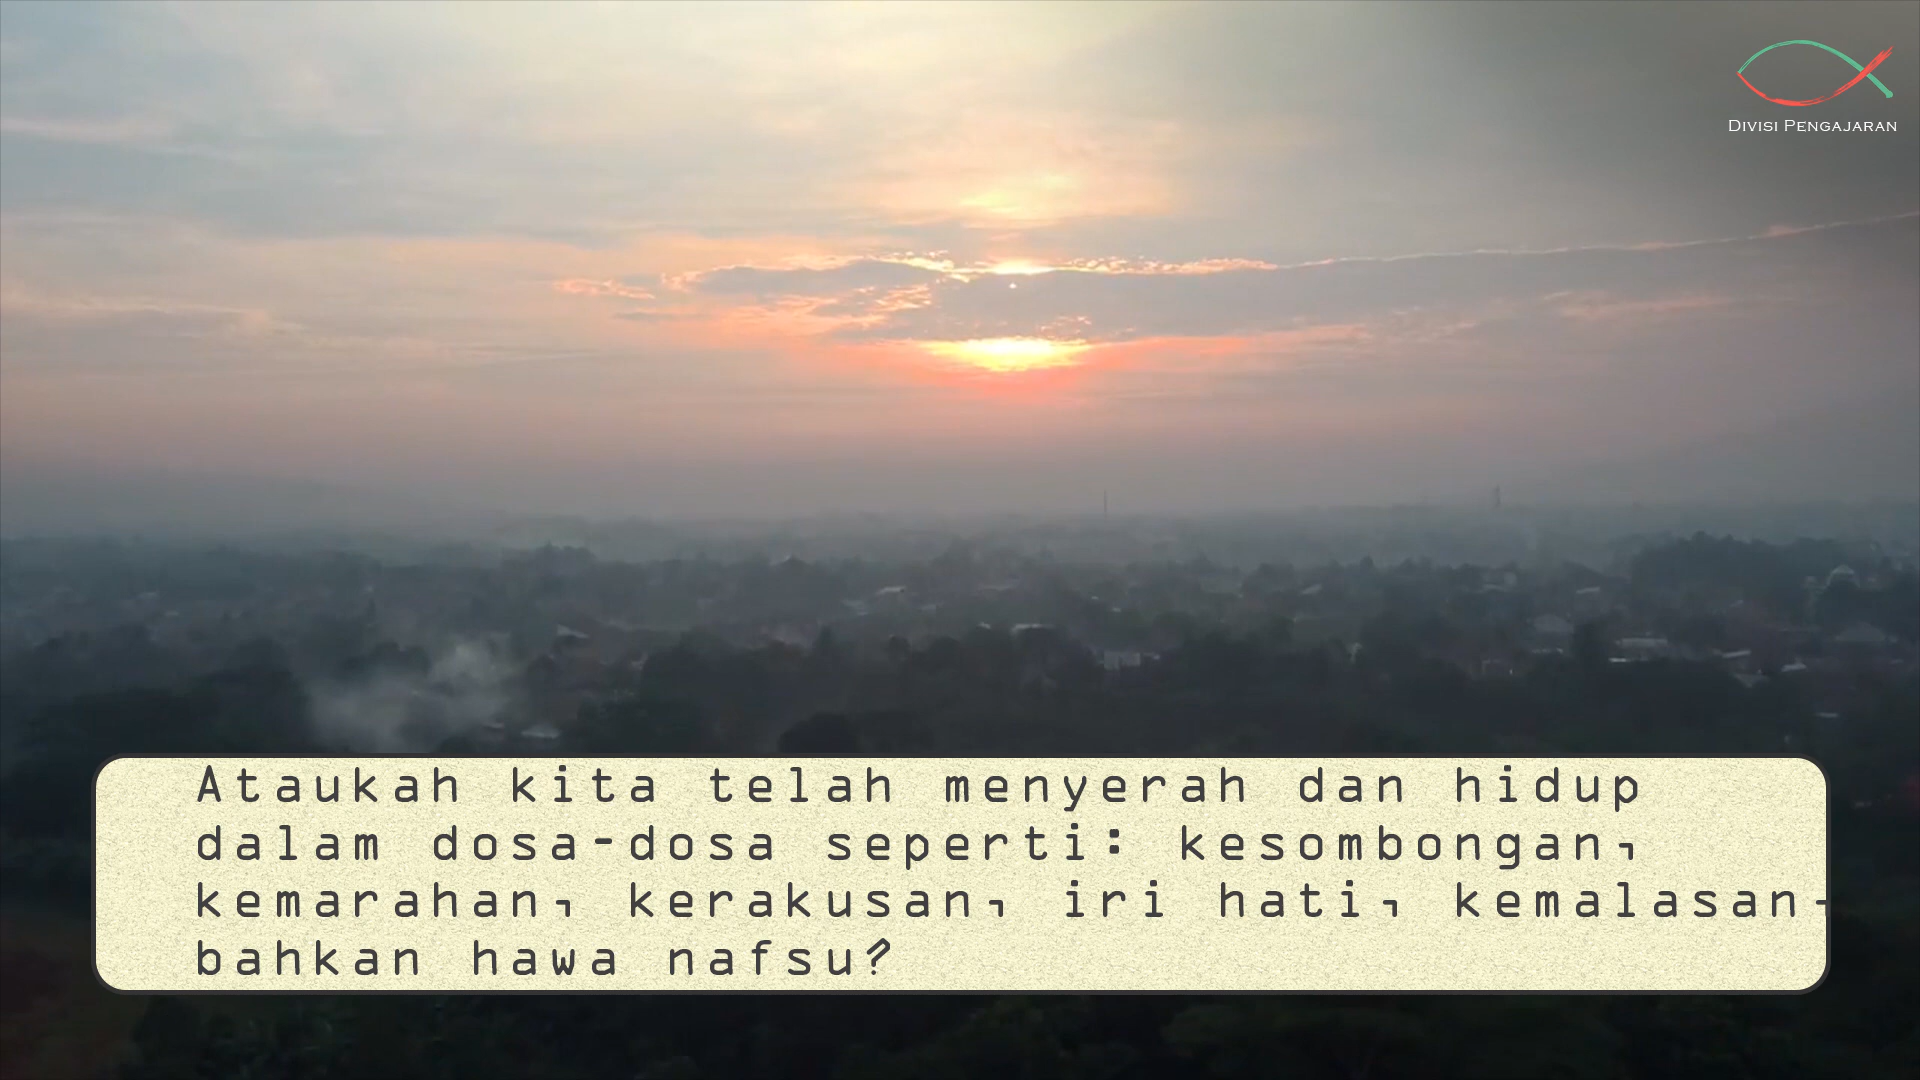 Divisi Pengajaran
Ataukah kita telah menyerah dan hidup
dalam dosa-dosa seperti: kesombongan,
kemarahan, kerakusan, iri hati, kemalasan-
bahkan hawa nafsu?